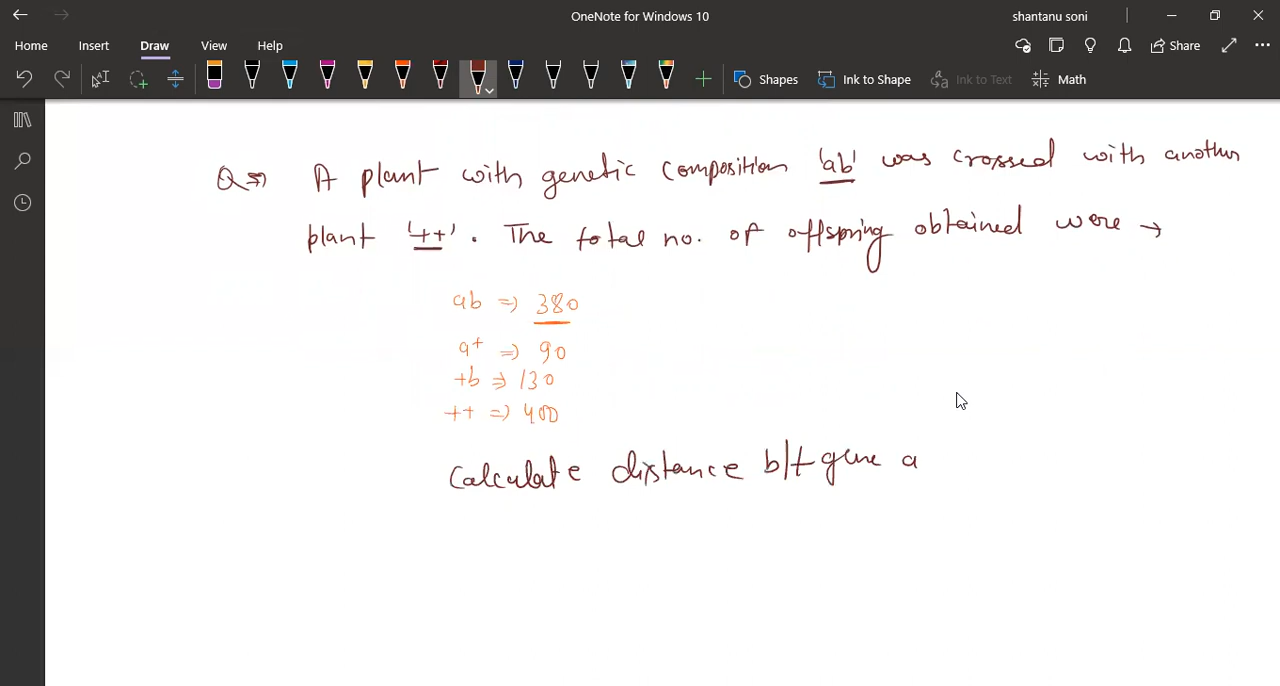 OneNote for Windows 10
shantanu soni
Home Insert Draw View Help
Share
Shapes Ink to Shape Ink to Text Math
Q ⇒ A plant with genetic composition 'ab' was crossed with another
plant '++'. The total no. of offspring obtained were →
ab ⇒ 380
a+ ⇒ 90
+b ⇒ 130
++ ⇒ 400
Calculate distance b/t gene a